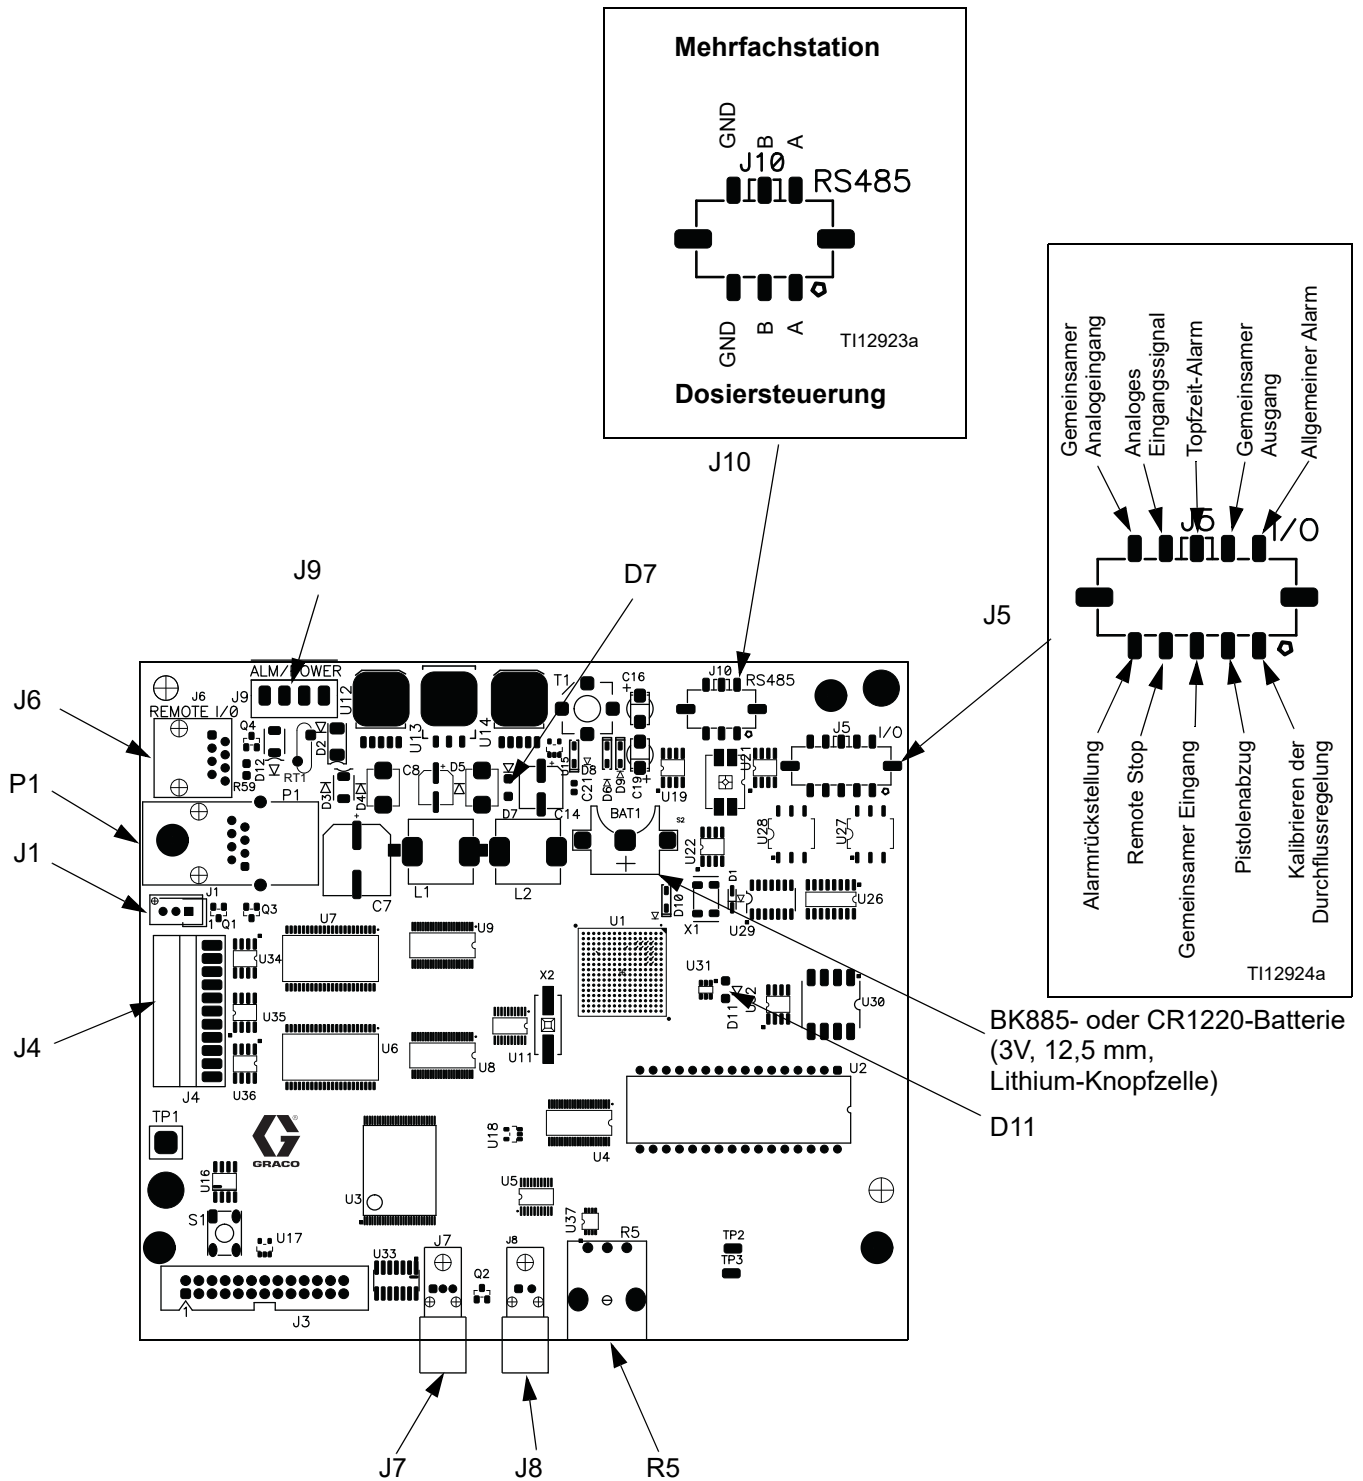 Mehrfachstation
GND
B
A
J10
RS485
GND
B
A
TI12923a
Dosiersteuerung
J10
Gemeinsamer
Analogeingang
Analoges
Eingangssignal
Topfzeit-Alarm
Gemeinsamer
Ausgang
Allgemeiner Alarm
J5
I/O
Alarmrückstellung
Remote Stop
Gemeinsamer Eingang
Pistolenabzug
Kalibrieren der
Durchflussregelung
TI12924a
J9
D7
J5
J6
P1
J1
J4
ALM/POWER
J9
U12
J6
REMOTE I/O
Q4
D12
R59
RT1
D2
P1
D3
D4
U13
C8
D5
U14
D7
T1
C14
U15
D8
C21
D6
D9
C16
C19
U19
J10
RS485
U21
J5
I/O
BAT1
S2
U22
U28
U27
L1
L2
C7
J1
1
Q1
Q3
D10
X1
D1
U29
U26
U34
U7
U9
U1
U35
X2
U31
D11
U30
U36
U6
U8
U11
U2
J4
TP1
GRACO
U18
U4
U16
U3
U5
S1
U17
U37
R5
TP2
TP3
U33
J7
J8
Q2
1
J3
BK885- oder CR1220-Batterie
(3V, 12,5 mm,
Lithium-Knopfzelle)
D11
J7
J8
R5